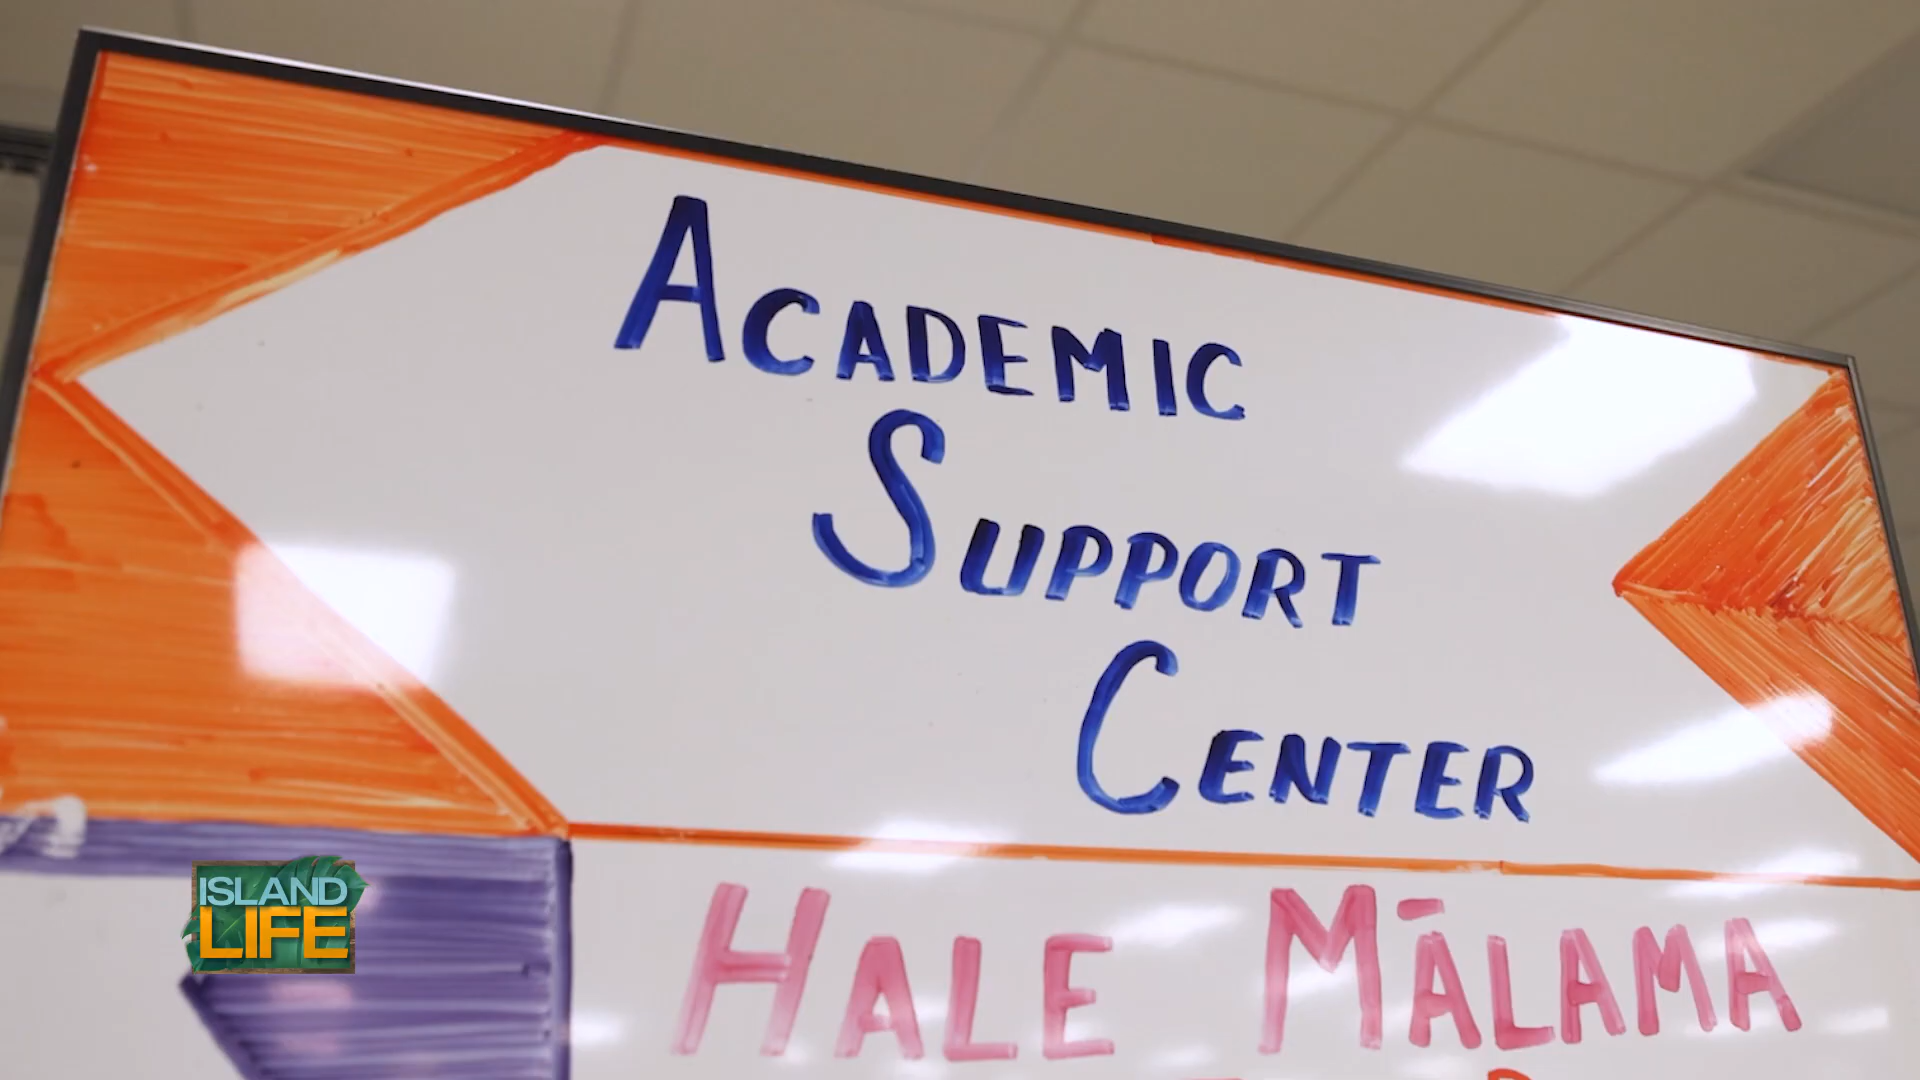 ACADEMIC
SUPPORT
CENTER
HALE MĀLAMA
ISLAND
LIFE